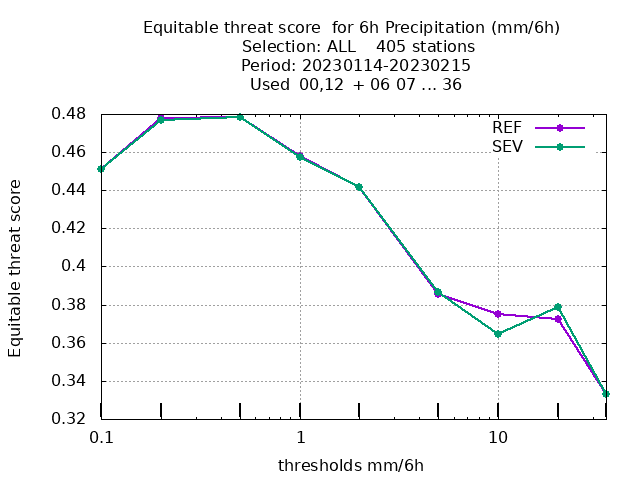 Equitable threat score  for 6h Precipitation (mm/6h)
Selection: ALL    405 stations
Period: 20230114-20230215
Used  00,12  + 06 07 ... 36
REF
SEV
0.48
0.46
0.44
0.42
0.4
0.38
0.36
0.34
0.32
Equitable threat score
0.1 1 10
thresholds mm/6h